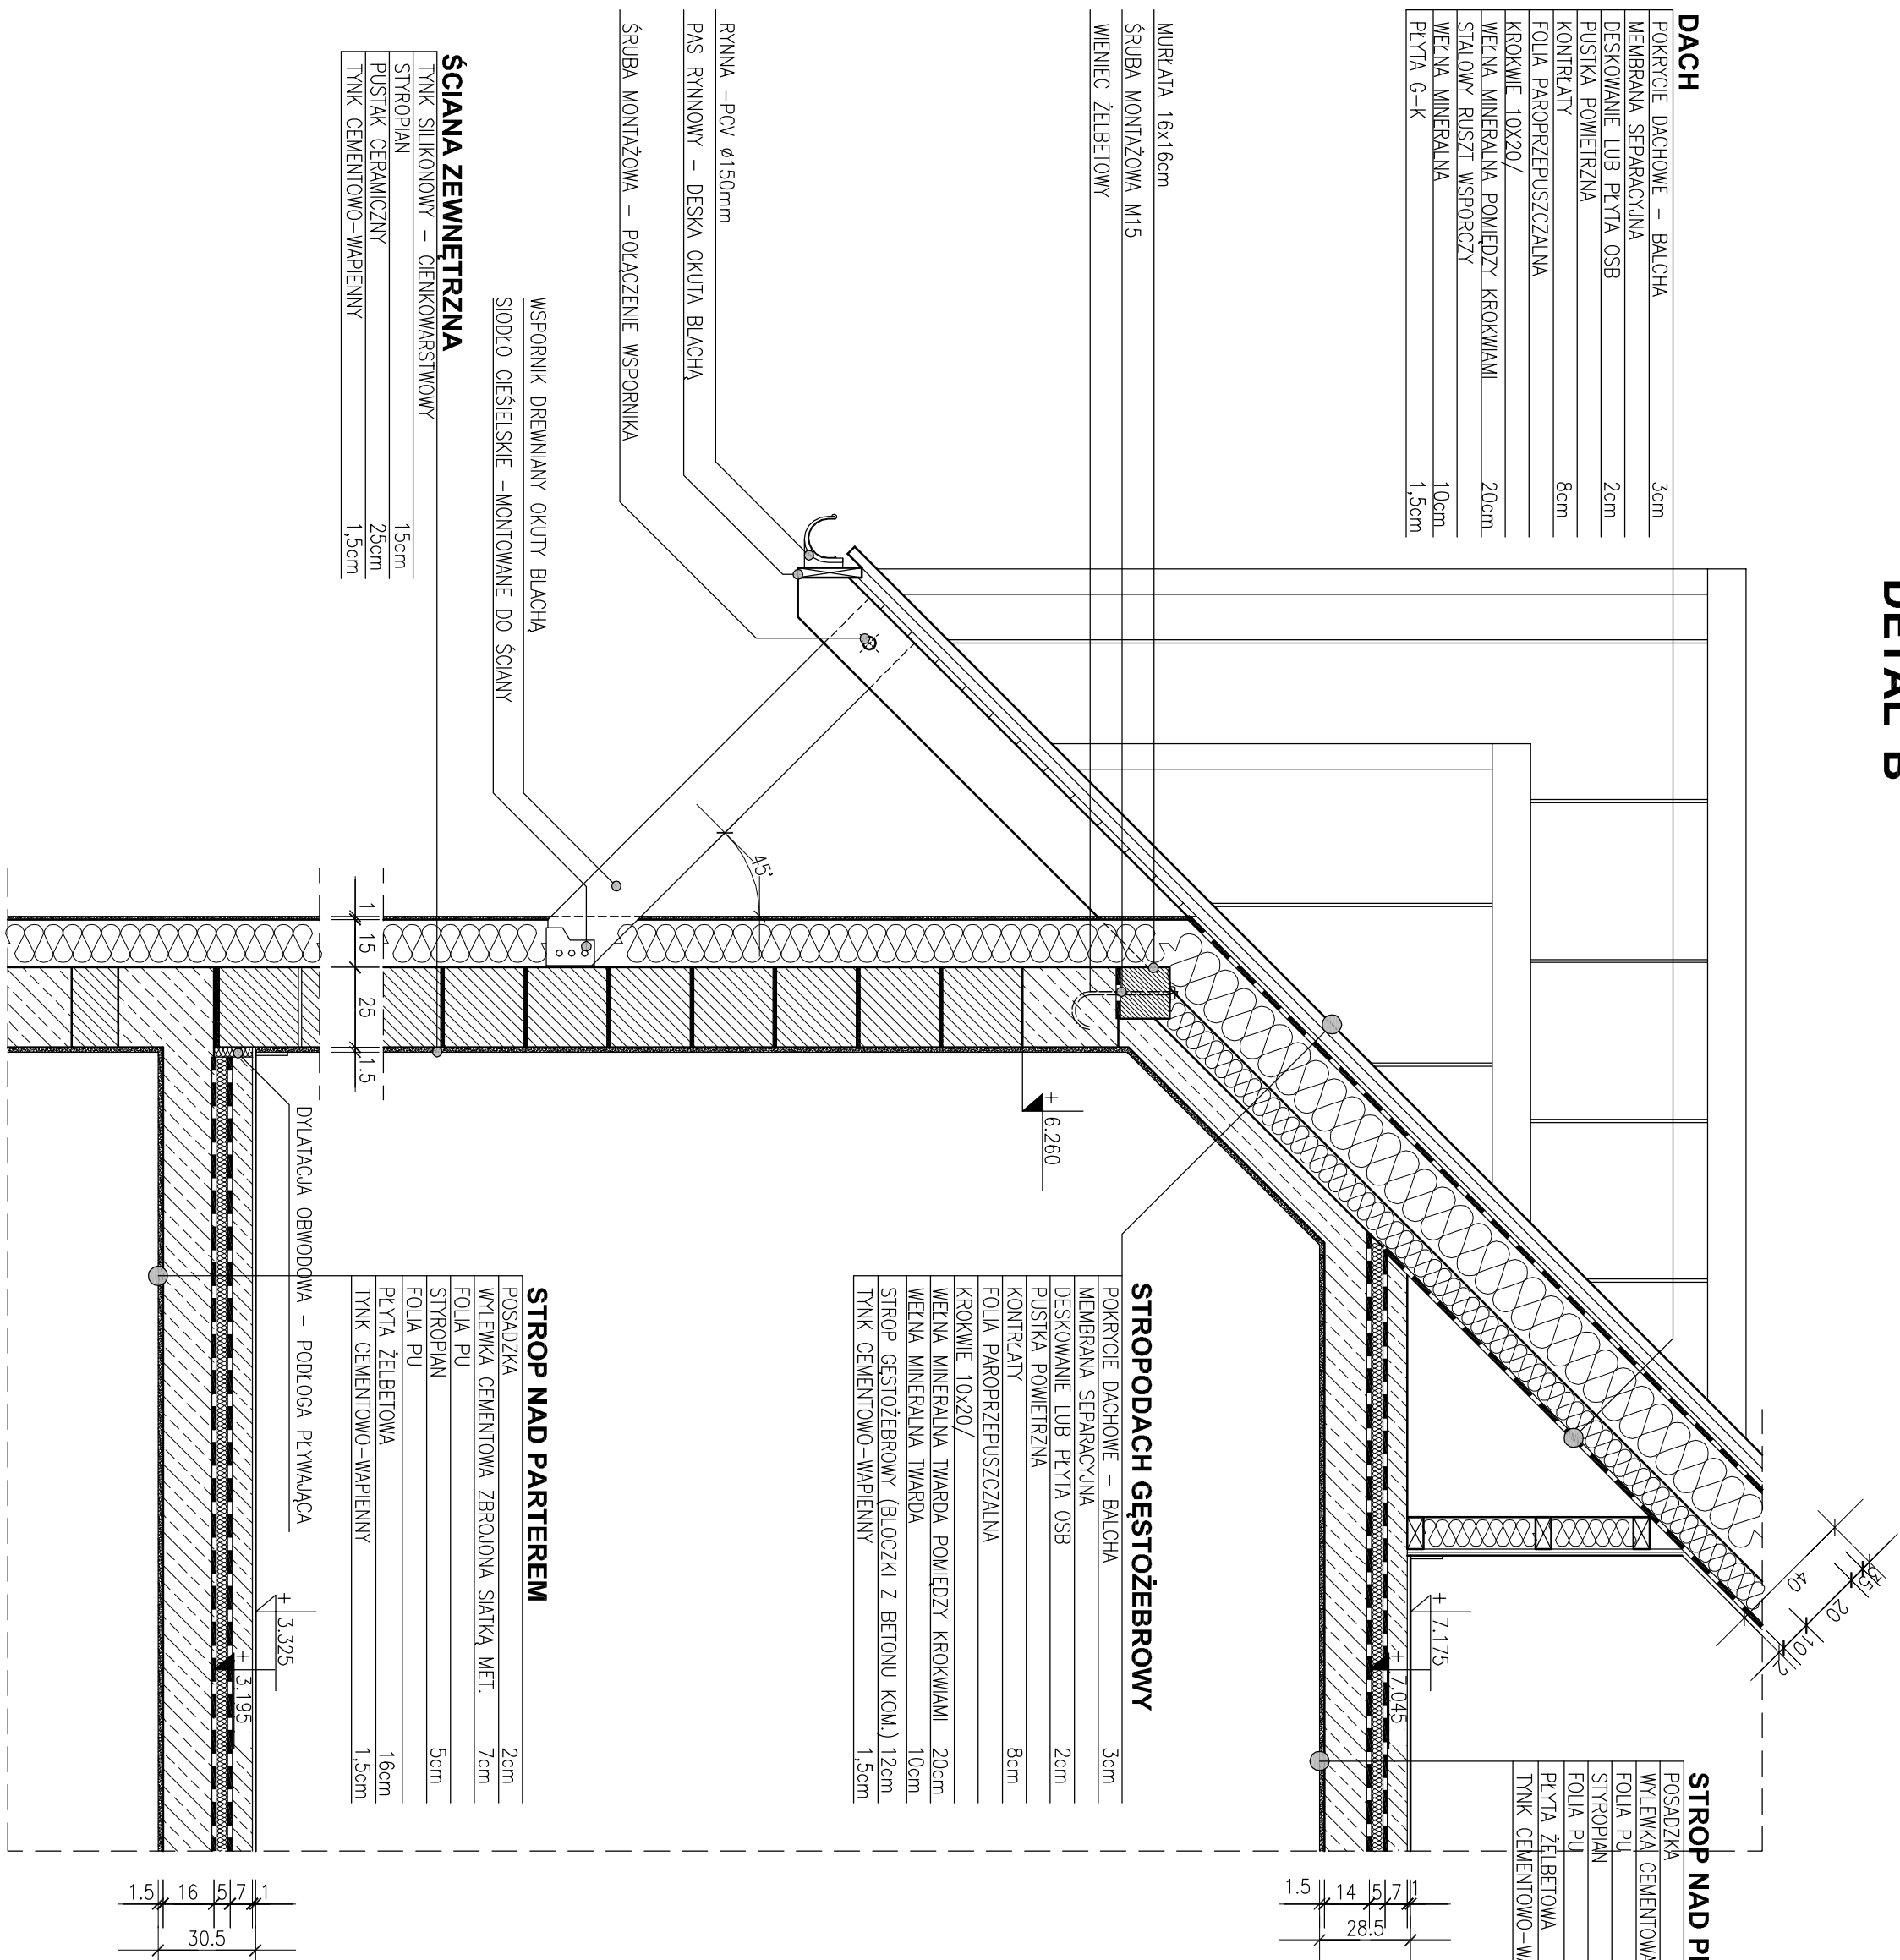 DETAL B
DACH
POKRYCIE DACHOWE – BALCHA 3cm
MEMBRANA SEPARACYJNA
DESKOWANIE LUB PŁYTA OSB 2cm
PUSTKA POWIETRZNA
KONTRŁATY 8cm
FOLIA PAROPRZEPUSZCZALNA
KROKWIE 10X20/
WEŁNA MINERALNA POMIĘDZY KROKWIAMI 20cm
STALOWY RUSZT WSPORCZY
WEŁNA MINERALNA 10cm
PŁYTA G–K 1,5cm
MURŁATA 16x16cm
ŚRUBA MONTAŻOWA M15
WIENIEC ŻELBETOWY
RYNNA –PCV Ø150mm
PAS RYNNOWY – DESKA OKUTA BLACHĄ
ŚRUBA MONTAŻOWA – POŁĄCZENIE WSPORNIKA
WSPORNIK DREWNIANY OKUTY BLACHĄ
SIODŁO CIEŚIELSKIE –MONTOWANE DO ŚCIANY
ŚCIANA ZEWNĘTRZNA
TYNK SILIKONOWY – CIENKOWARSTWOWY
STYROPIAN 15cm
PUSTAK CERAMICZNY 25cm
TYNK CEMENTOWO–WAPIENNY 1,5cm
45°
1 15 25 1.5
+ 6.260
DYLATACJA OBWODOWA – PODŁOGA PŁYWAJĄCA
STROPODACH GĘSTOŻEBROWY
POKRYCIE DACHOWE – BALCHA 3cm
MEMBRANA SEPARACYJNA
DESKOWANIE LUB PŁYTA OSB 2cm
PUSTKA POWIETRZNA
KONTRŁATY 8cm
FOLIA PAROPRZEPUSZCZALNA
KROKWIE 10x20/
WEŁNA MINERALNA TWARDA POMIĘDZY KROKWIAMI 20cm
WEŁNA MINERALNA TWARDA 10cm
STROP GĘSTOŻEBROWY (BLOCZKI Z BETONU KOM.) 12cm
TYNK CEMENTOWO–WAPIENNY 1,5cm
STROP NAD PARTEREM
POSADZKA 2cm
WYLEWKA CEMENTOWA ZBROJONA SIATKĄ MET. 7cm
FOLIA PU
STYROPIAN 5cm
FOLIA PU
PŁYTA ŻELBETOWA 16cm
TYNK CEMENTOWO–WAPIENNY 1,5cm
STROP NAD
POSADZKA
WYLEWKA CEMENTOWA
FOLIA PU
STYROPIAN
FOLIA PU
PŁYTA ŻELBETOWA
TYNK CEMENTOWO–W
+ 7.175
+ 7.045
+ 3.325
+ 3.195
40
20
10
2
1.5 16 5 7 1
30.5
1.5 14 5 7 1
28.5